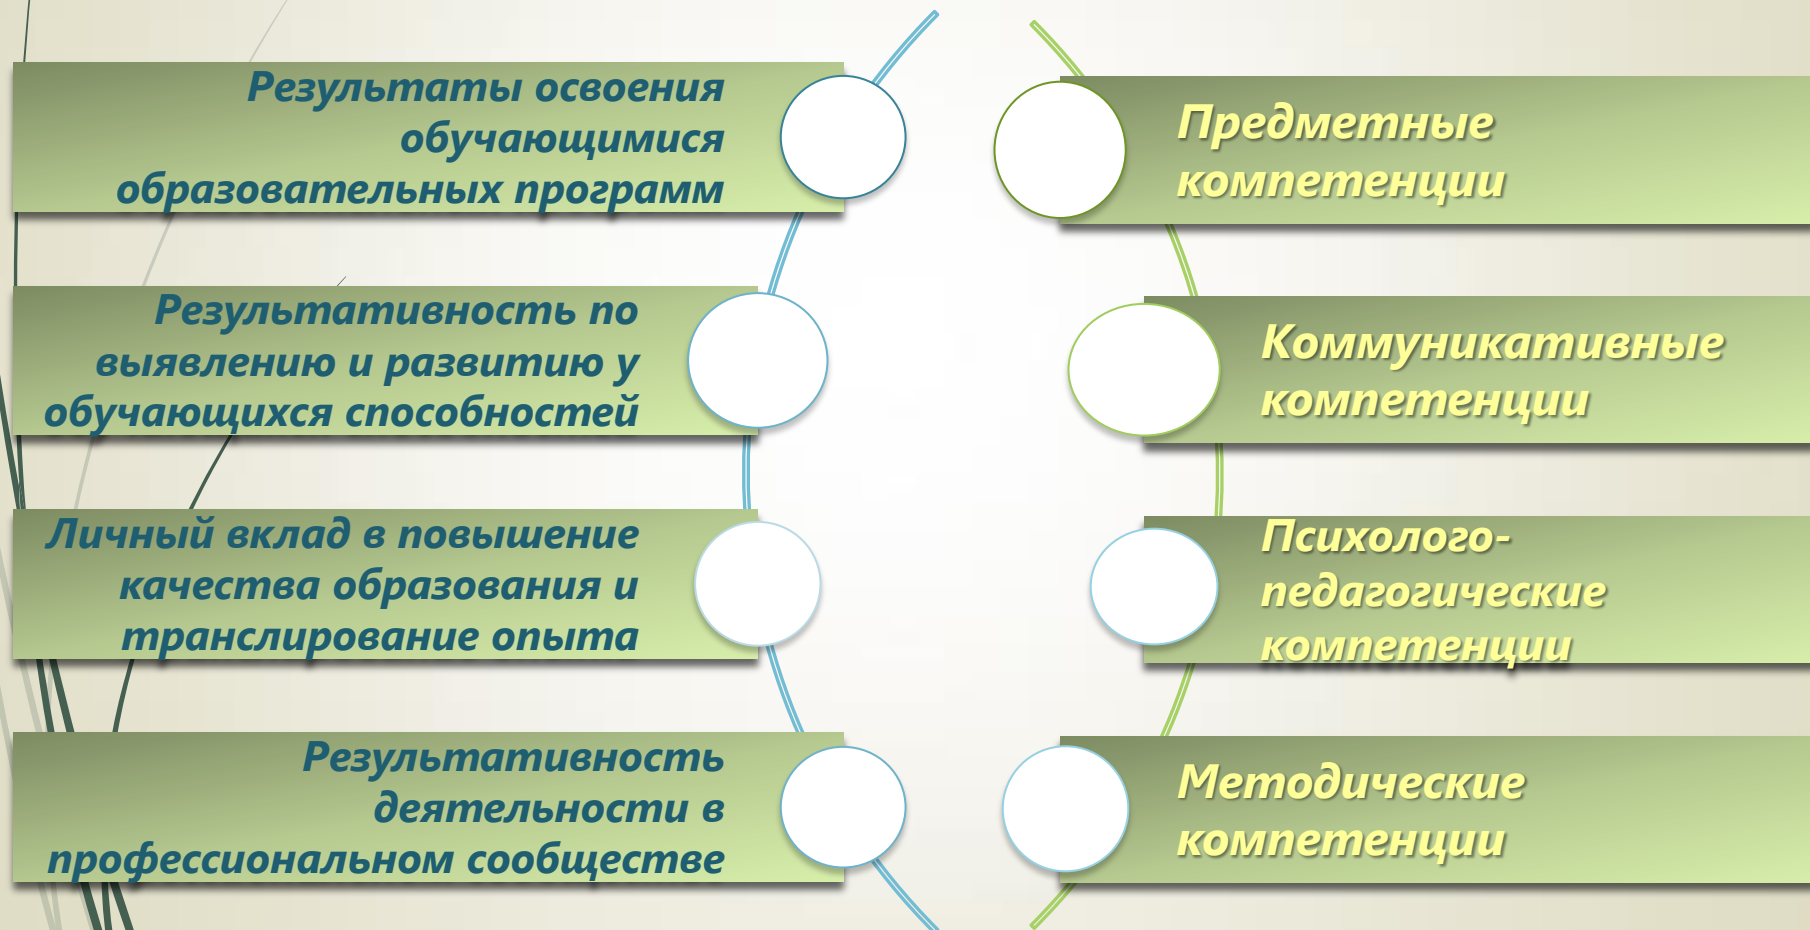 Результаты освоения
обучающимися
образовательных программ
Результативность по
выявлению и развитию у
обучающихся способностей
Личный вклад в повышение
качества образования и
транслирование опыта
Результативность
деятельности в
профессиональном сообществе
Предметные
компетенции
Коммуникативные
компетенции
Психолого-
педагогические
компетенции
Методические
компетенции